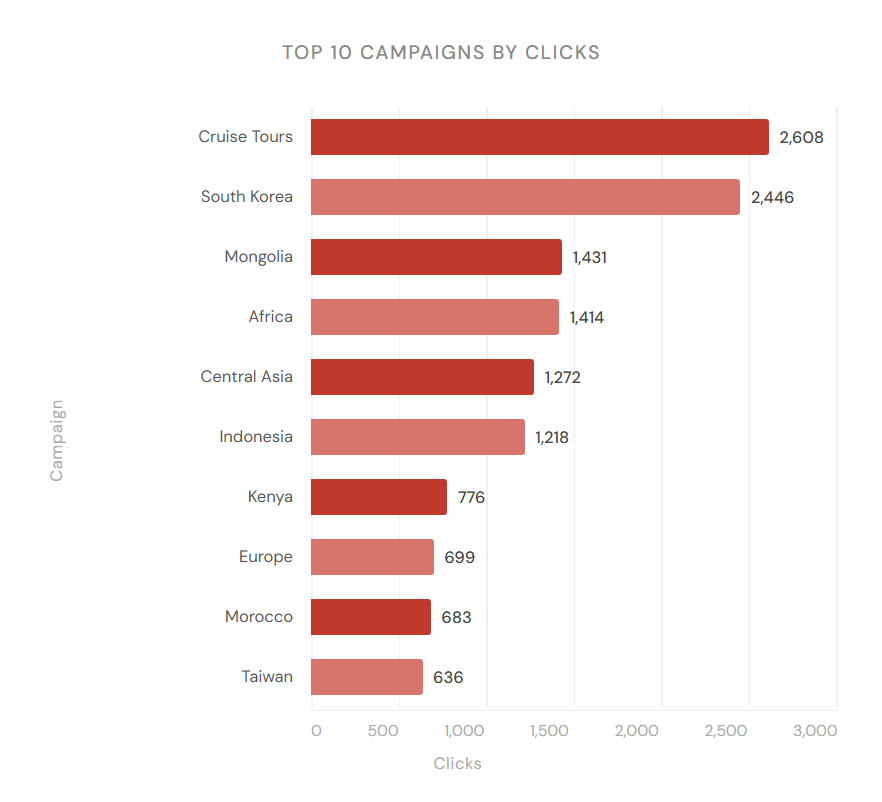 TOP 10 CAMPAIGNS BY CLICKS
Cruise Tours 2,608
South Korea 2,446
Mongolia 1,431
Africa 1,414
Central Asia 1,272
Indonesia 1,218
Kenya 776
Europe 699
Morocco 683
Taiwan 636
Campaign
0 500 1,000 1,500 2,000 2,500 3,000
Clicks